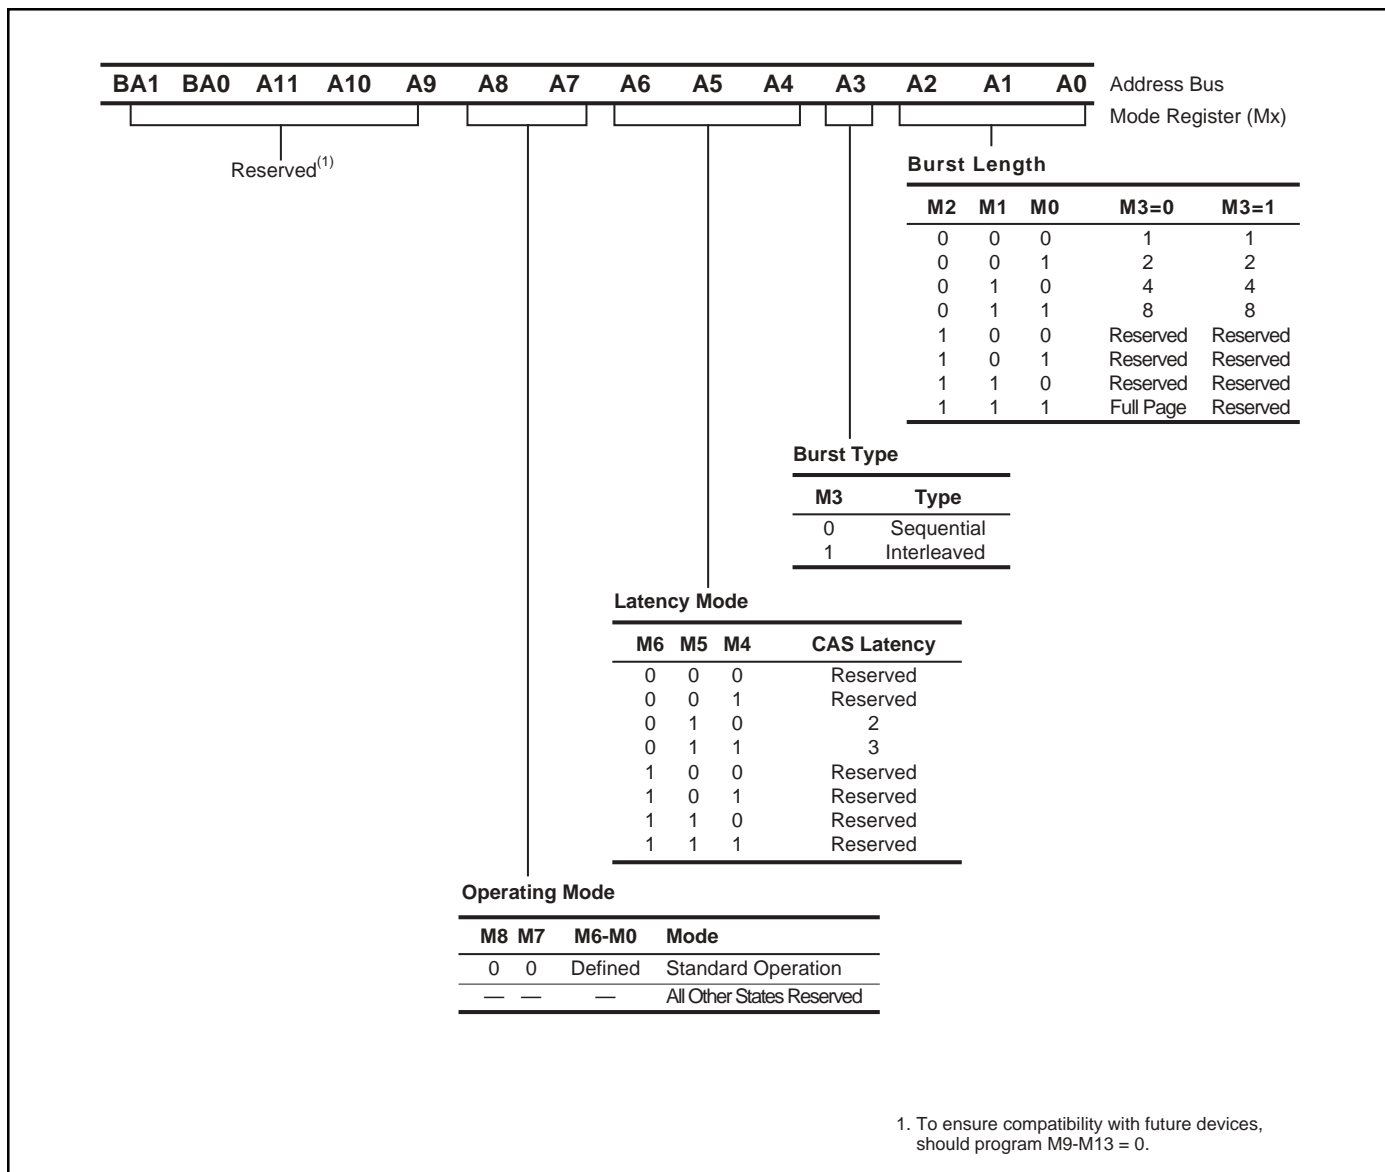 BA1 BA0 A11 A10 A9 A8 A7 A6 A5 A4 A3 A2 A1 A0 Address Bus
Mode Register (Mx)
Reserved(1)
Burst Length
M2 M1 M0 M3=0 M3=1
0 0 0 1 1
0 0 1 2 2
0 1 0 4 4
0 1 1 8 8
1 0 0 Reserved Reserved
1 0 1 Reserved Reserved
1 1 0 Reserved Reserved
1 1 1 Full Page Reserved
Burst Type
M3 Type
0 Sequential
1 Interleaved
Latency Mode
M6 M5 M4 CAS Latency
0 0 0 Reserved
0 0 1 Reserved
0 1 0 2
0 1 1 3
1 0 0 Reserved
1 0 1 Reserved
1 1 0 Reserved
1 1 1 Reserved
Operating Mode
M8 M7 M6-M0 Mode
0 0 Defined Standard Operation
— — — All Other States Reserved
1. To ensure compatibility with future devices,
should program M9-M13 = 0.